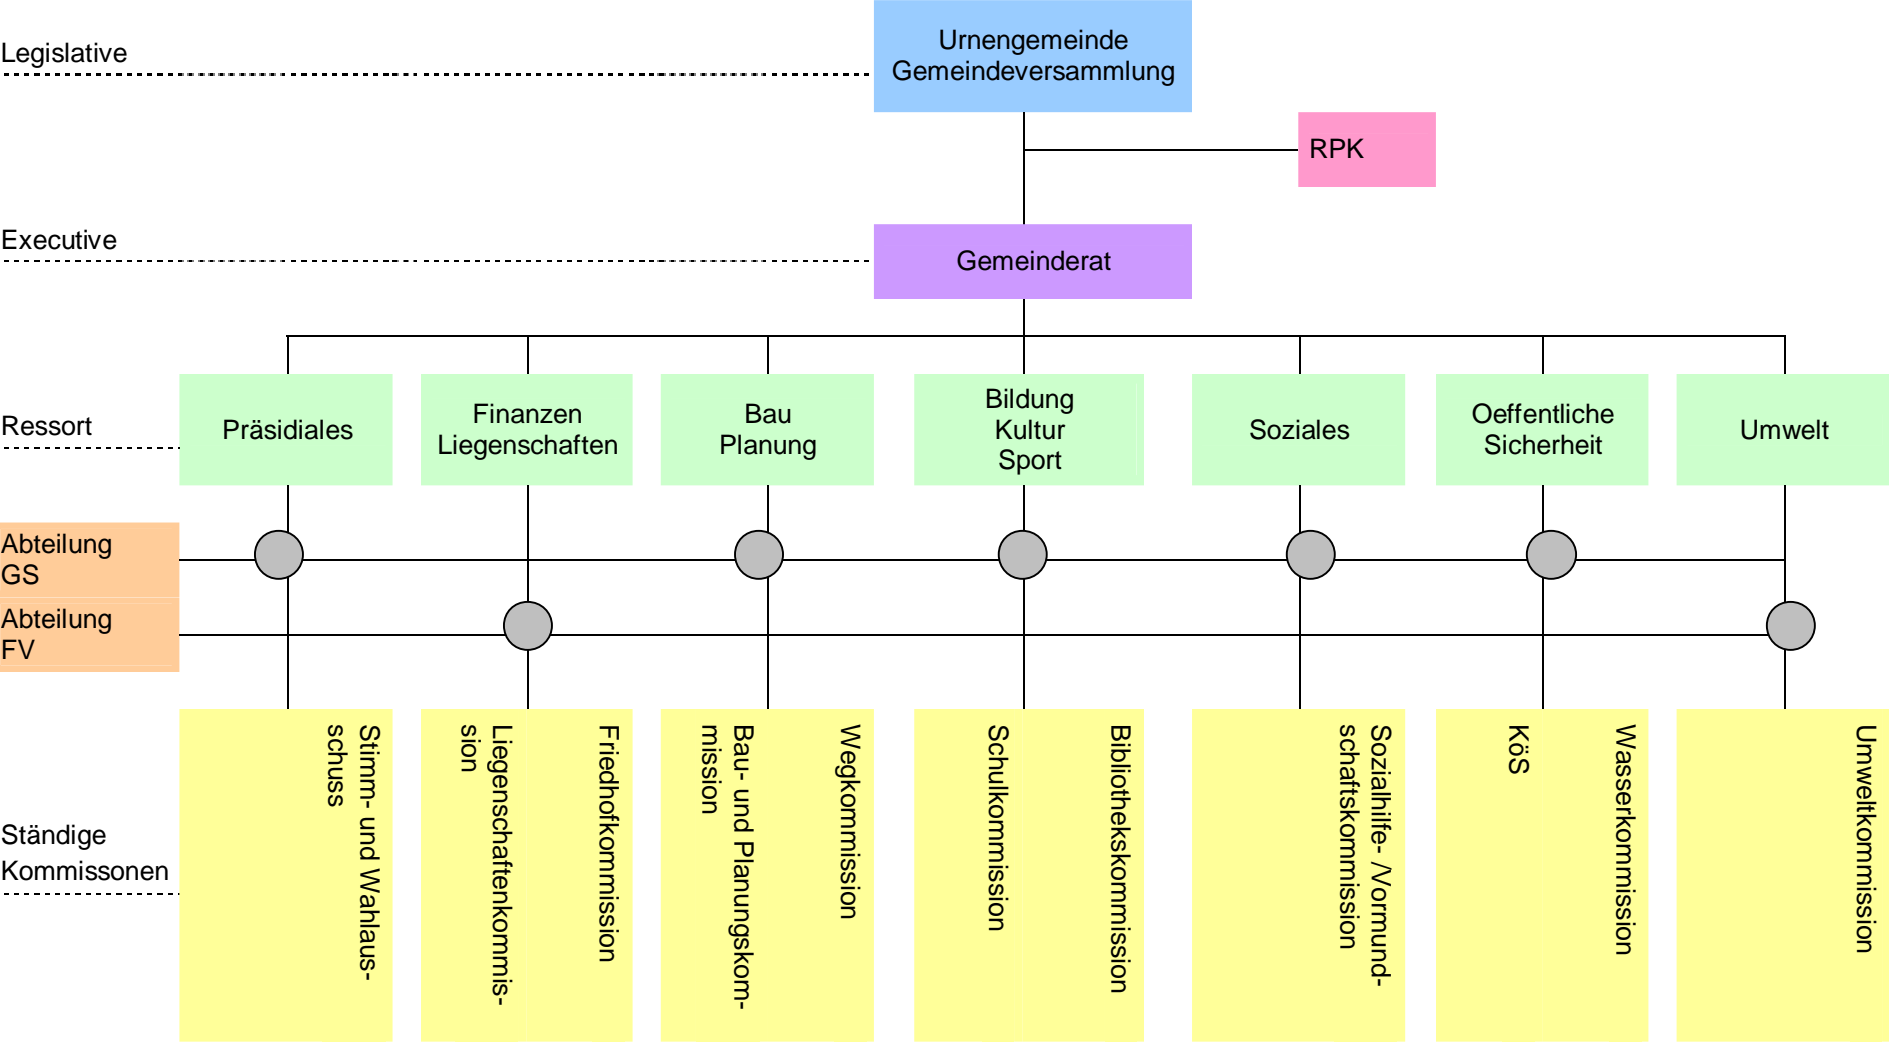 Legislative
Urnengemeinde
Gemeindeversammlung
RPK
Executive
Gemeinderat
Ressort
Präsidiales
Finanzen
Liegenschaften
Bau
Planung
Bildung
Kultur
Sport
Soziales
Oeffentliche
Sicherheit
Umwelt
Abteilung
GS
Abteilung
FV
Ständige
Kommissonen
Stimm- und Wahlaus-
schuss
Liegenschaftenkommis-
sion
Friedhofkommission
Bau- und Planungskom-
mission
Wegkommission
Schulkommission
Bibliothekskommission
Sozialhilfe- /Vormund-
schaftskommission
KöS
Wasserkommission
Umweltkommission